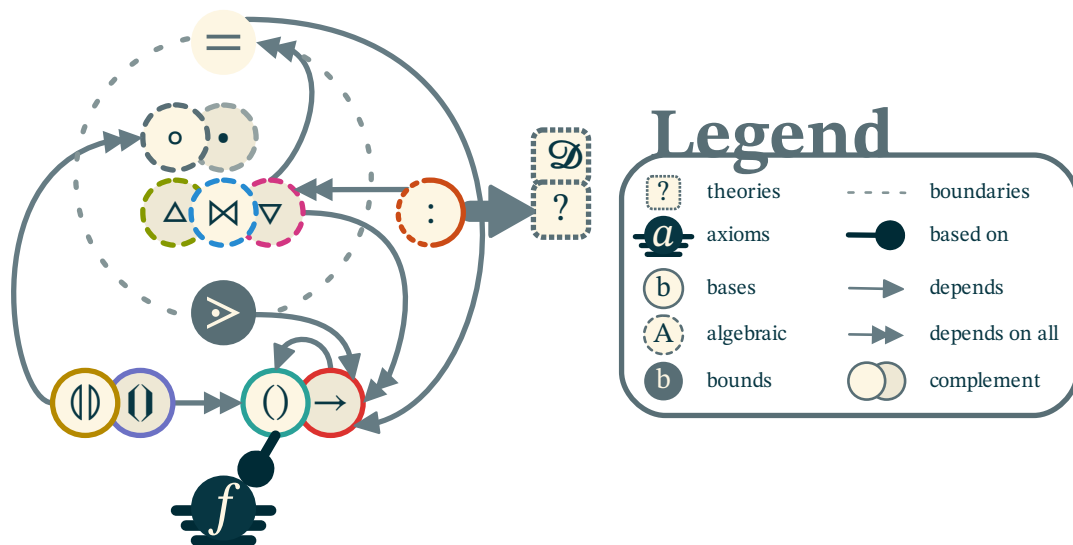 =
Legend
∘ •
𝒟
? theories boundaries
△ ⋈ ▽ : ?
a axioms based on
b bases depends
⋗
A algebraic depends on all
b bounds complement
() →
f